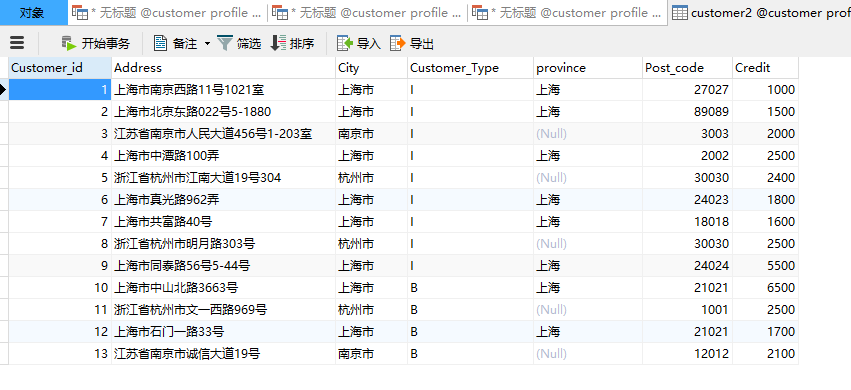 对象 * 无标题 @customer profile ... * 无标题 @customer profile ... * 无标题 @customer profile ... customer2 @customer prof
开始事务 备注 筛选 排序 导入 导出
Customer_id Address City Customer_Type province Post_code Credit
1 上海市南京西路11号1021室 上海市 I 上海 27027 1000
2 上海市北京东路022号5-1880 上海市 I 上海 89089 1500
3 江苏省南京市人民大道456号1-203室 南京市 I (Null) 3003 2000
4 上海市中潭路100弄 上海市 I 上海 2002 2500
5 浙江省杭州市江南大道19号304 杭州市 I (Null) 30030 2400
6 上海市真光路962弄 上海市 I 上海 24023 1800
7 上海市共富路40号 上海市 I 上海 18018 1600
8 浙江省杭州市明月路303号 杭州市 I (Null) 30030 2500
9 上海市同泰路56号5-44号 上海市 I 上海 24024 5500
10 上海市中山北路3663号 上海市 B 上海 21021 6500
11 浙江省杭州市文一西路969号 杭州市 B (Null) 1001 2500
12 上海市石门一路33号 上海市 B 上海 21021 1700
13 江苏省南京市诚信大道19号 南京市 B (Null) 12012 2100